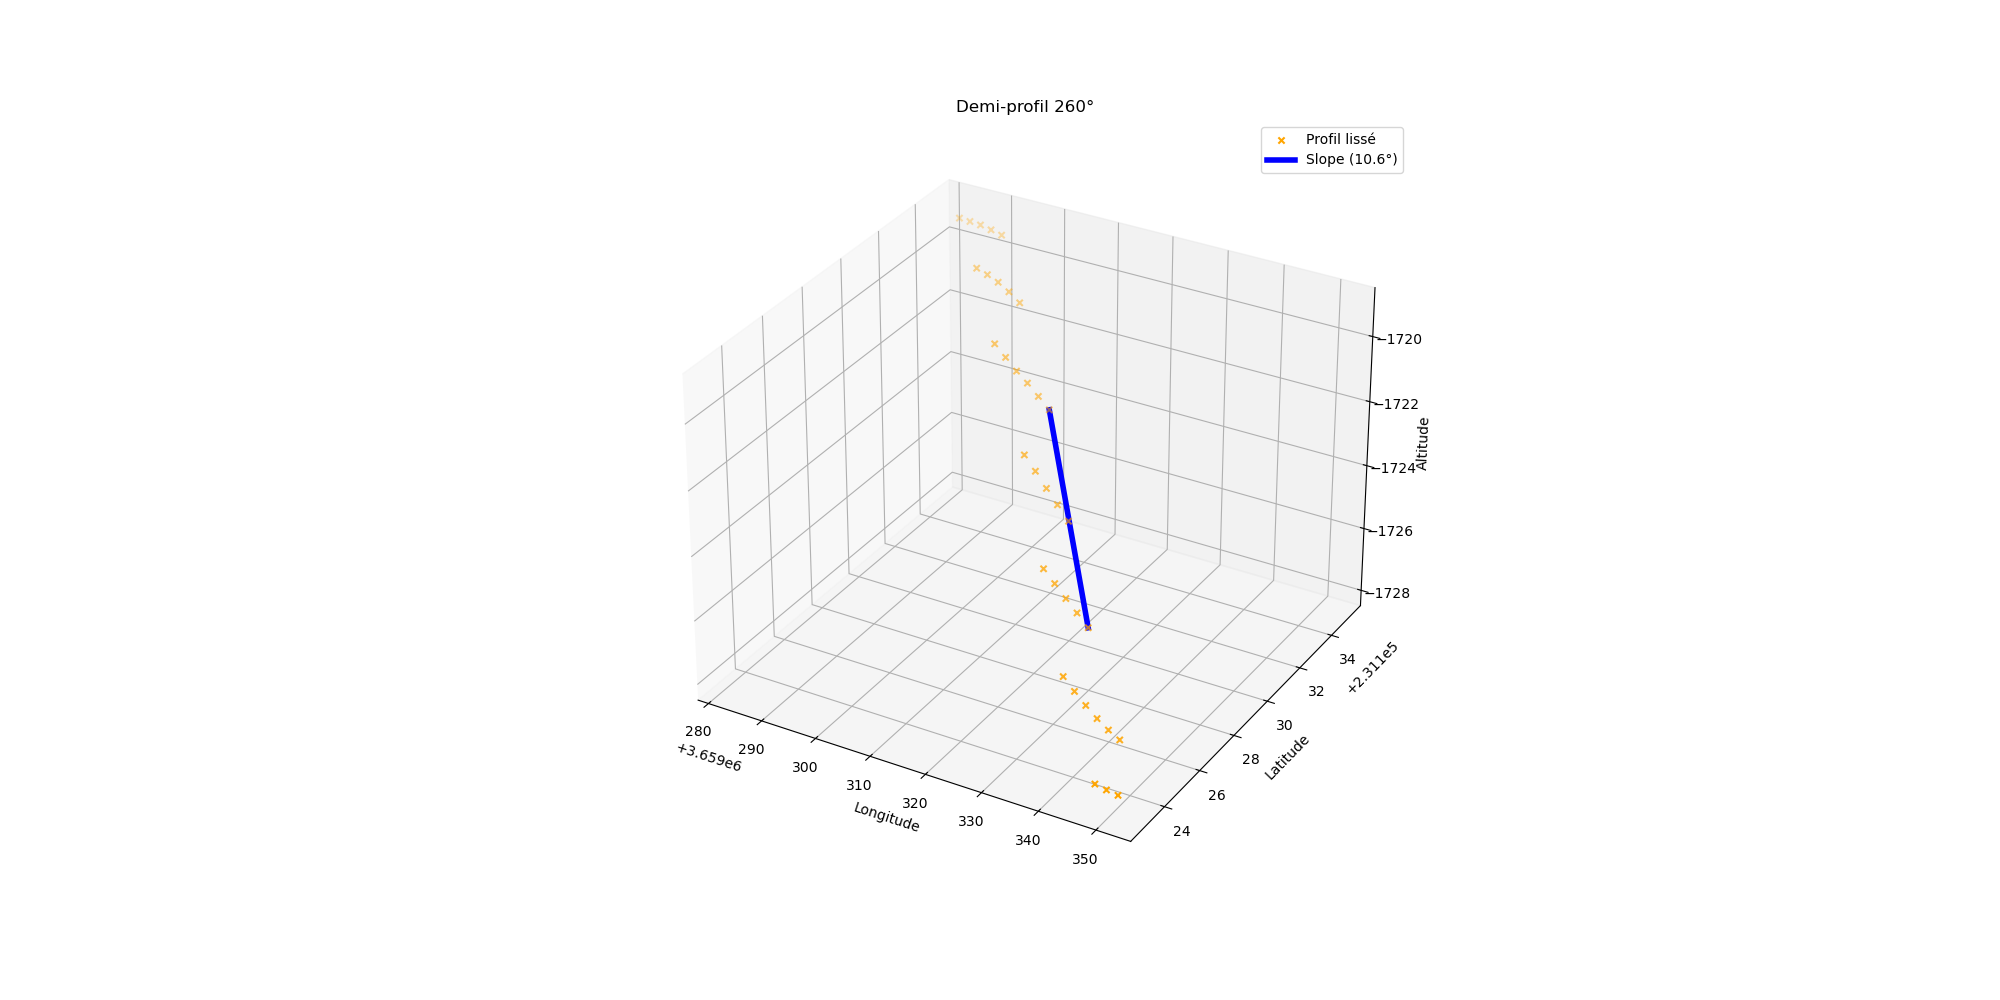 Demi-profil 260°
Profil lissé
Slope (10.6°)
−1720
−1722
−1724
−1726
−1728
Altitude
34
32
30
28
26
24
+2.311e5
Latitude
280
290
300
310
320
330
340
350
+3.659e6
Longitude